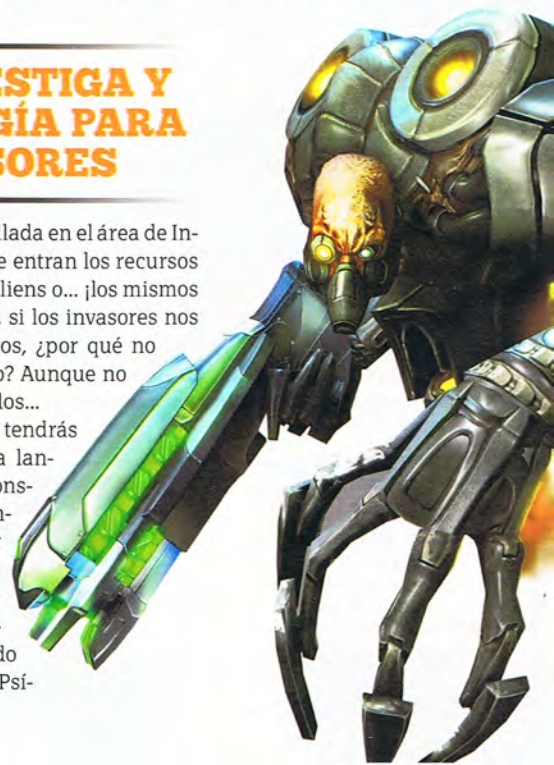 ESTIGA Y
GÍA PARA
SORES
llada en el área de In-
e entran los recursos
liens o... ¡los mismos
si los invasores nos
os, ¿por qué no
o? Aunque no
los...
tendrás
a lan-
ons-
n-
-
-
do
Psí-